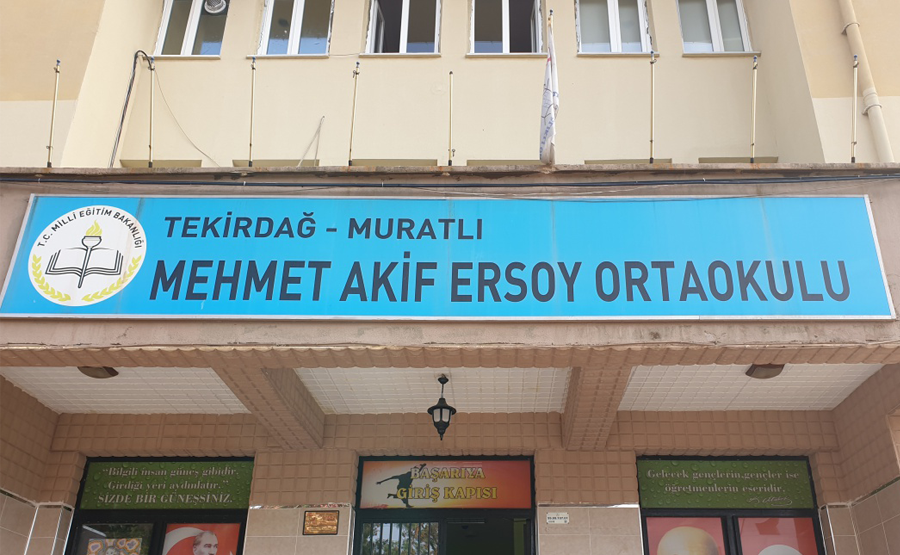 T.C. MİLLİ EĞİTİM BAKANLIĞI
TEKİRDAĞ - MURATLI
MEHMET AKİF ERSOY ORTAOKULU
"Bilgili insan güneş gibidir.
Girdiği yeri aydınlatır."
SİZDE BİR GÜNEŞSİNİZ.
BAŞARIYA
GİRİŞ KAPISI
Gelecek gençlerin,gençler ise
öğretmenlerin eseridir.